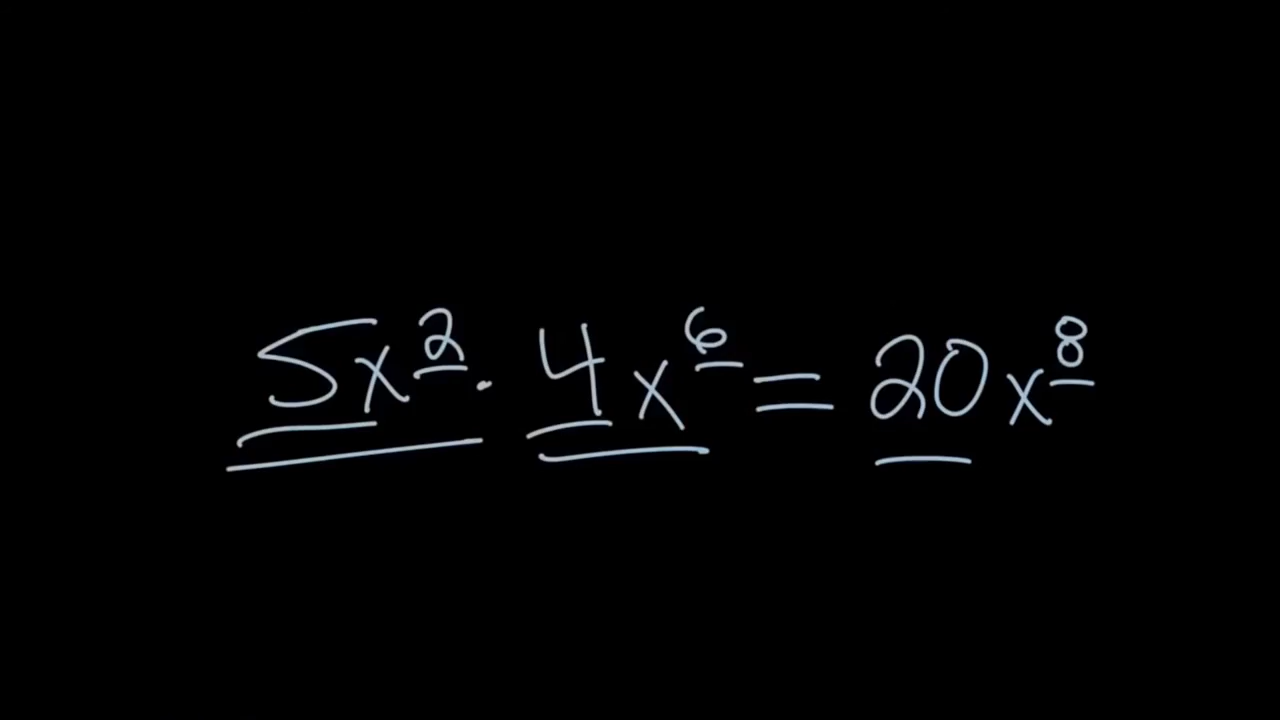 5x² · 4x⁶ = 20x⁸